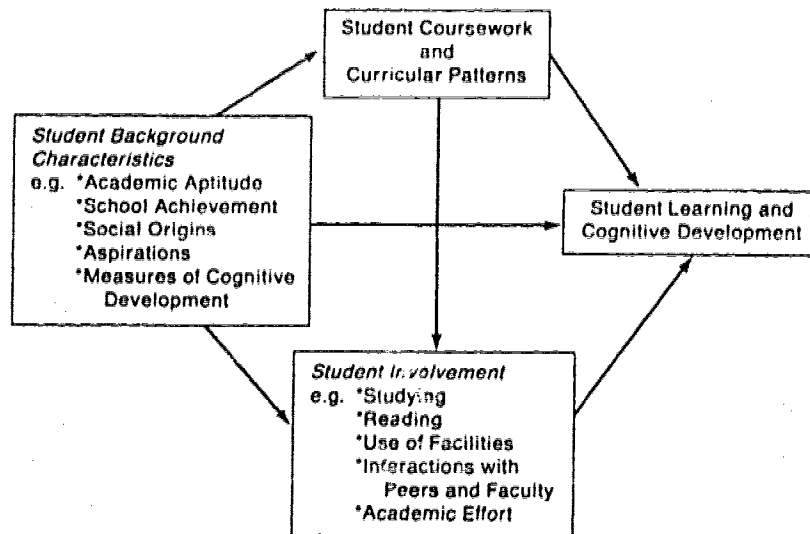 Student Coursework
and
Curricular Patterns
Student Background
Characteristics
e.g. *Academic Aptitude
*School Achievement
*Social Origins
*Aspirations
*Measures of Cognitive
Development
Student Learning and
Cognitive Development
Student Involvement
e.g. *Studying
*Reading
*Use of Facilities
*Interactions with
Peers and Faculty
*Academic Effort